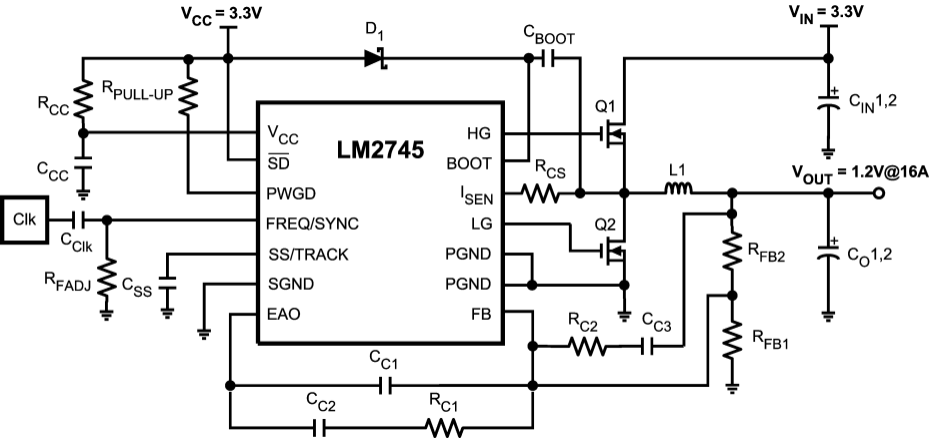 VCC = 3.3V
VIN = 3.3V
D1
CBOOT
RCC
RPULL-UP
+
CIN1,2
Q1
LM2745
VCC
HG
SD
BOOT
CCC
RCS
L1
VOUT = 1.2V@16A
PWGD
ISEN
Clk
FREQ/SYNC
LG
Q2
CClk
+
RFB2
CO1,2
SS/TRACK
PGND
RFADJ
CSS
SGND
PGND
EAO
FB
RC2
CC3
RFB1
CC1
CC2
RC1